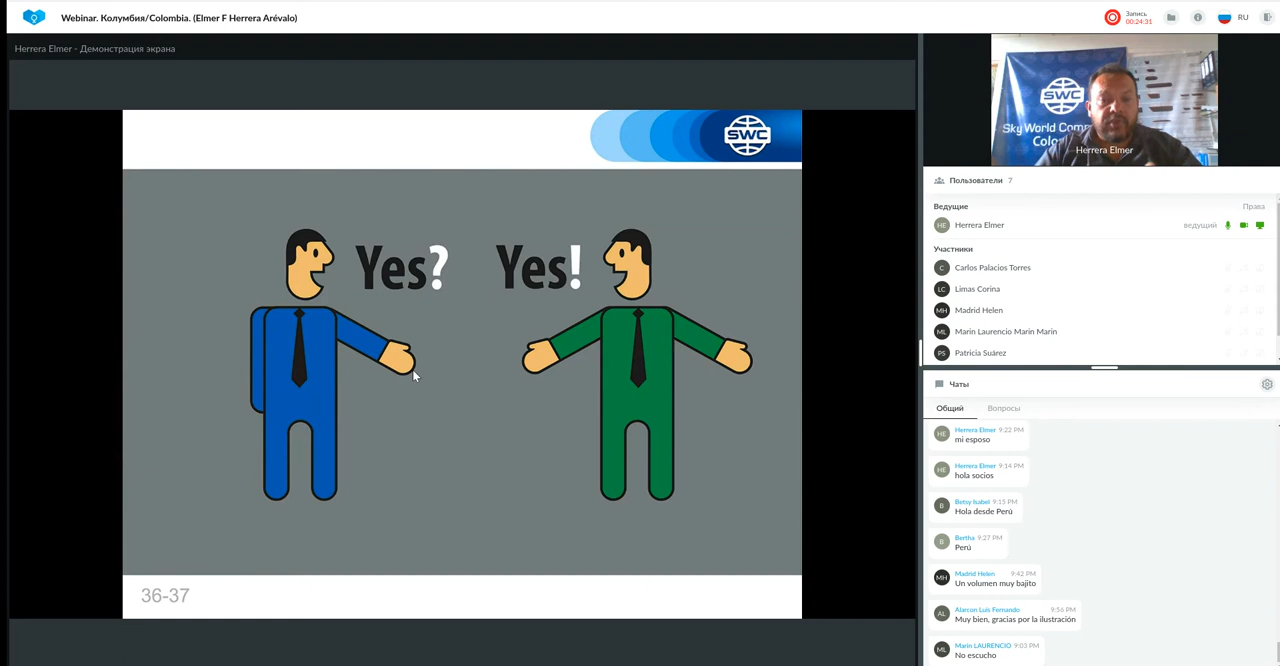 Webinar. Колумбия/Colombia. (Elmer F Herrera Arévalo)
Запись
00:24:31
RU
Herrera Elmer - Демонстрация экрана
SWC
Yes? Yes!
36-37
SWC
Sky World Com
Colo
Herrera Elmer
Пользователи 7
Ведущие Права
HE Herrera Elmer ведущий
Участники
C Carlos Palacios Torres
LC Limas Corina
MH Madrid Helen
ML Marin Laurencio Marin Marin
PS Patricia Suárez
Чаты
Общий Вопросы
HE Herrera Elmer 9:22 PM
mi esposo
HE Herrera Elmer 9:14 PM
hola socios
B Betsy Isabel 9:15 PM
Hola desde Perú
B Bertha 9:27 PM
Perú
MH Madrid Helen 9:42 PM
Un volumen muy bajito
AL Alarcon Luis Fernando 9:56 PM
Muy bien, gracias por la ilustración
ML Marin LAURENCIO 9:03 PM
No escucho